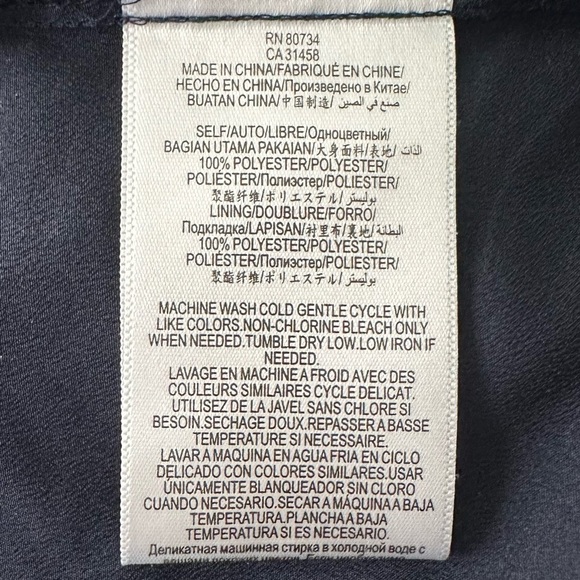 RN 80734
CA 31458
MADE IN CHINA/FABRIQUÉ EN CHINE/
HECHO EN CHINA/Произведено в Китае/
BUATAN CHINA/中国制造/ صنع في الصين/
SELF/AUTO/LIBRE/Одноцветный/
BAGIAN UTAMA PAKAIAN/大身面料/表地/ الذات
100% POLYESTER/POLYESTER/
POLIÉSTER/Полиэстер/POLIESTER/
聚酯纤维/ポリエステル/ بوليستر/
LINING/DOUBLURE/FORRO/
Подкладка/LAPISAN/衬里布/裏地/ البطانة/
100% POLYESTER/POLYESTER/
POLIÉSTER/Полиэстер/POLIESTER/
聚酯纤维/ポリエステル/ بوليستر/
MACHINE WASH COLD GENTLE CYCLE WITH
LIKE COLORS.NON-CHLORINE BLEACH ONLY
WHEN NEEDED.TUMBLE DRY LOW.LOW IRON IF
NEEDED.
LAVAGE EN MACHINE A FROID AVEC DES
COULEURS SIMILAIRES CYCLE DELICAT.
UTILISEZ DE LA JAVEL SANS CHLORE SI
BESOIN.SECHAGE DOUX.REPASSER A BASSE
TEMPERATURE SI NECESSAIRE.
LAVAR A MAQUINA EN AGUA FRIA EN CICLO
DELICADO CON COLORES SIMILARES.USAR
ÚNICAMENTE BLANQUEADOR SIN CLORO
CUANDO NECESARIO.SECAR A MÁQUINA A BAJA
TEMPERATURA.PLANCHA A BAJA
TEMPERATURA SI ES NECESARIO.
Деликатная машинная стирка в холодной воде с